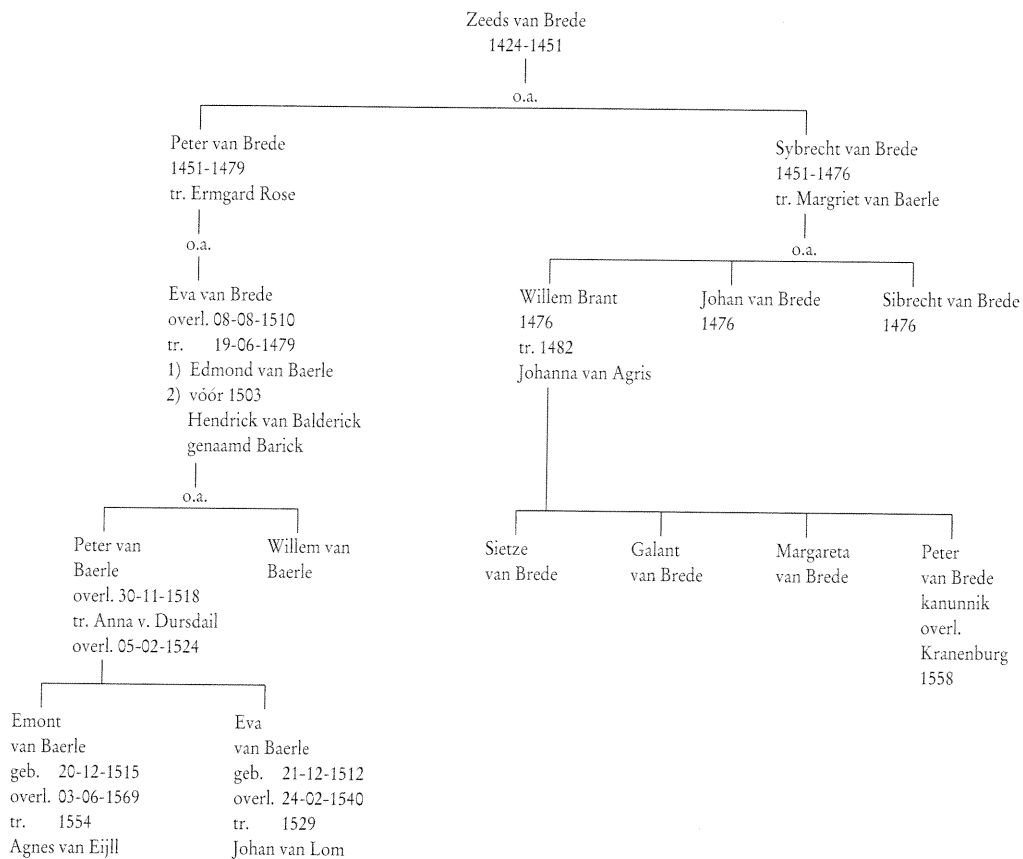 Zeeds van Brede
1424-1451
o.a.
Peter van Brede
1451-1479
tr. Ermgard Rose
o.a.
Eva van Brede
overl. 08-08-1510
tr. 19-06-1479
1) Edmond van Baerle
2) vóór 1503
Hendrick van Balderick
genaamd Barick
o.a.
Peter van
Baerle
overl. 30-11-1518
tr. Anna v. Dursdail
overl. 05-02-1524
Willem van
Baerle
Emont
van Baerle
geb. 20-12-1515
overl. 03-06-1569
tr. 1554
Agnes van Eijll
Eva
van Baerle
geb. 21-12-1512
overl. 24-02-1540
tr. 1529
Johan van Lom
Sybrecht van Brede
1451-1476
tr. Margriet van Baerle
o.a.
Willem Brant
1476
tr. 1482
Johanna van Agris
Johan van Brede
1476
Sibrecht van Brede
1476
Sietze
van Brede
Galant
van Brede
Margareta
van Brede
Peter
van Brede
kanunnik
overl.
Kranenburg
1558